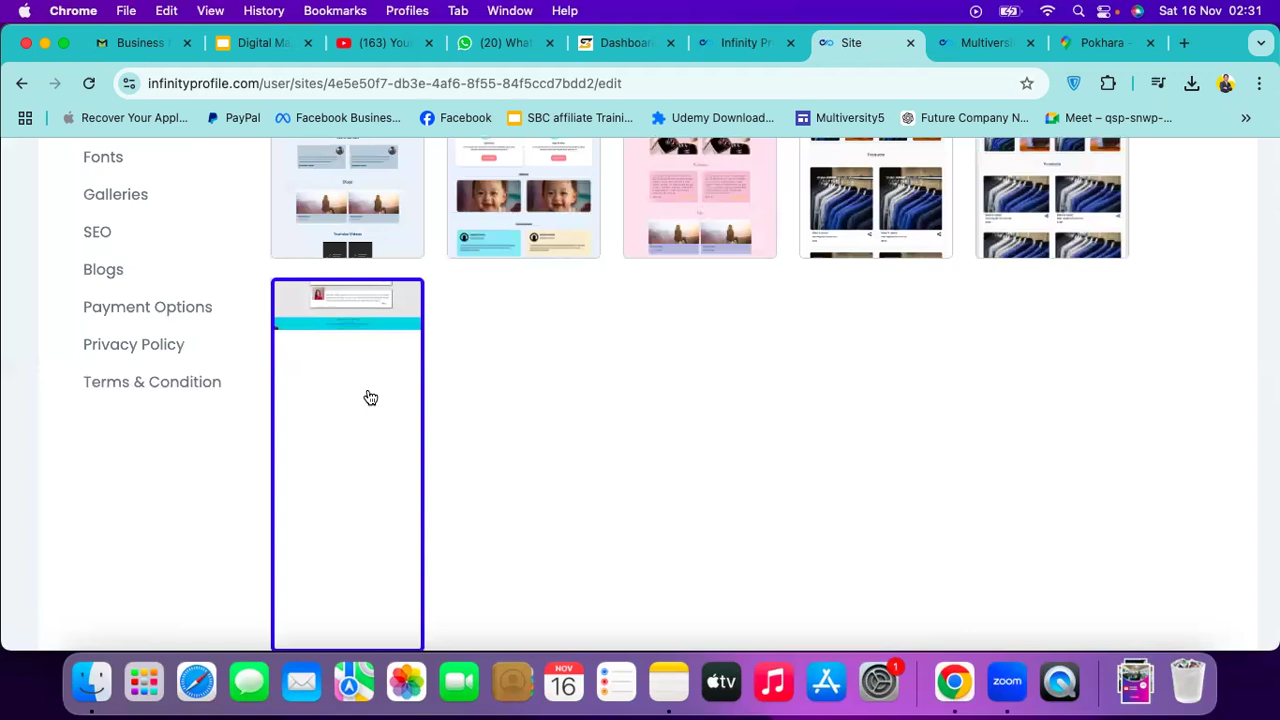 Chrome File Edit View History Bookmarks Profiles Tab Window Help Sat 16 Nov 02:31
Business Digital Ma (163) You (20) What Dashboar Infinity Pr Site Multiversi Pokhara
infinityprofile.com/user/sites/4e5e50f7-db3e-4af6-8f55-84f5ccd7bdd2/edit
Recover Your Appl... PayPal Facebook Business... Facebook SBC affiliate Traini... Udemy Download... Multiversity5 Future Company N... Meet – qsp-snwp-...
Fonts
Galleries
SEO
Blogs
Payment Options
Privacy Policy
Terms & Condition
NOV
16
tv
1
zoom